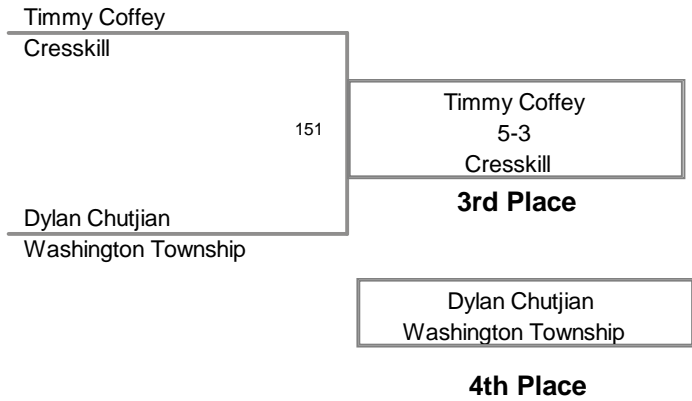 Timmy Coffey
Cresskill
151
Timmy Coffey
5-3
Cresskill
3rd Place
Dylan Chutjian
Washington Township
Dylan Chutjian
Washington Township
4th Place